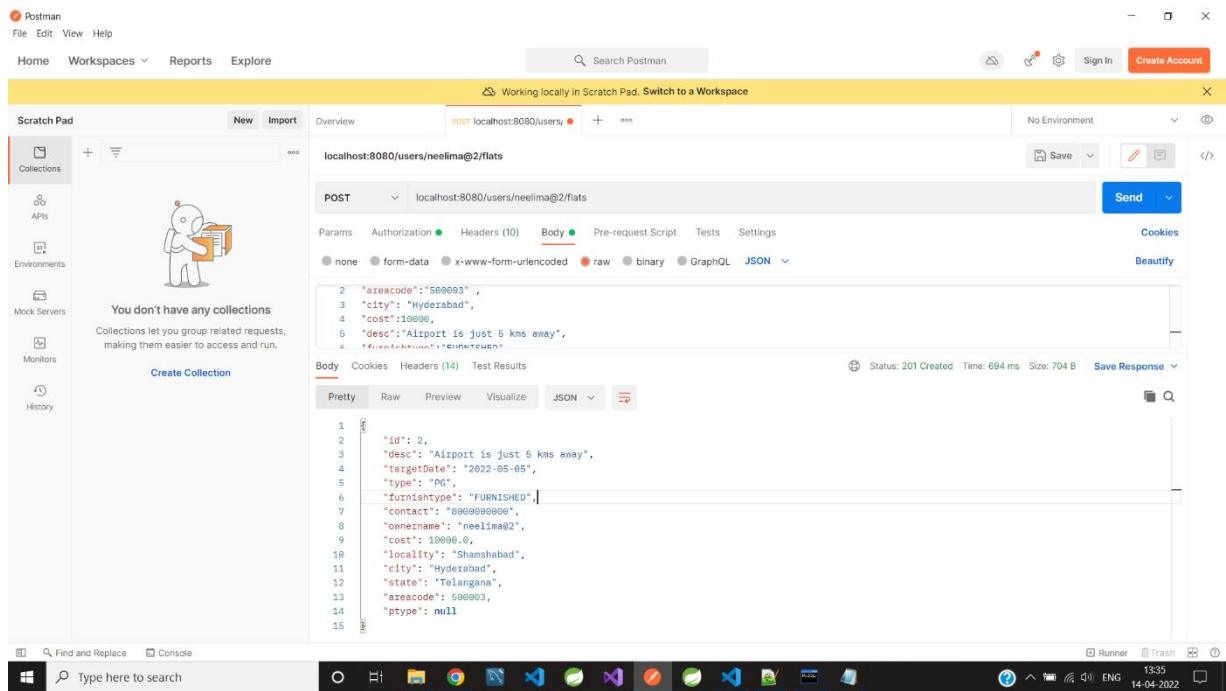 Postman
File Edit View Help
Home Workspaces Reports Explore Search Postman Sign In Create Account
Working locally in Scratch Pad. Switch to a Workspace
Scratch Pad New Import Overview POST localhost:8080/users/ No Environment
Collections
APIs
Environments
Mock Servers
Monitors
History
You don't have any collections
Collections let you group related requests,
making them easier to access and run.
Create Collection
localhost:8080/users/neelima@2/flats Save
POST localhost:8080/users/neelima@2/flats Send
Params Authorization Headers (10) Body Pre-request Script Tests Settings Cookies
none form-data x-www-form-urlencoded raw binary GraphQL JSON Beautify
2 "areacode":"500003" ,
3 "city": "Hyderabad",
4 "cost":10000,
5 "desc":"Airport is just 5 kms away",
6 "furnishtype":"FURNISHED"
Body Cookies Headers (14) Test Results Status: 201 Created Time: 694 ms Size: 704 B Save Response
Pretty Raw Preview Visualize JSON
1 {
2 "id": 2,
3 "desc": "Airport is just 5 kms away",
4 "targetDate": "2022-05-05",
5 "type": "PG",
6 "furnishtype": "FURNISHED",
7 "contact": "8000000000",
8 "ownername": "neelima@2",
9 "cost": 10000.0,
10 "locality": "Shamshabad",
11 "city": "Hyderabad",
12 "state": "Telangana",
13 "areacode": 500003,
14 "ptype": null
15 }
Find and Replace Console Runner Trash
Type here to search ENG 13:35
14-04-2022